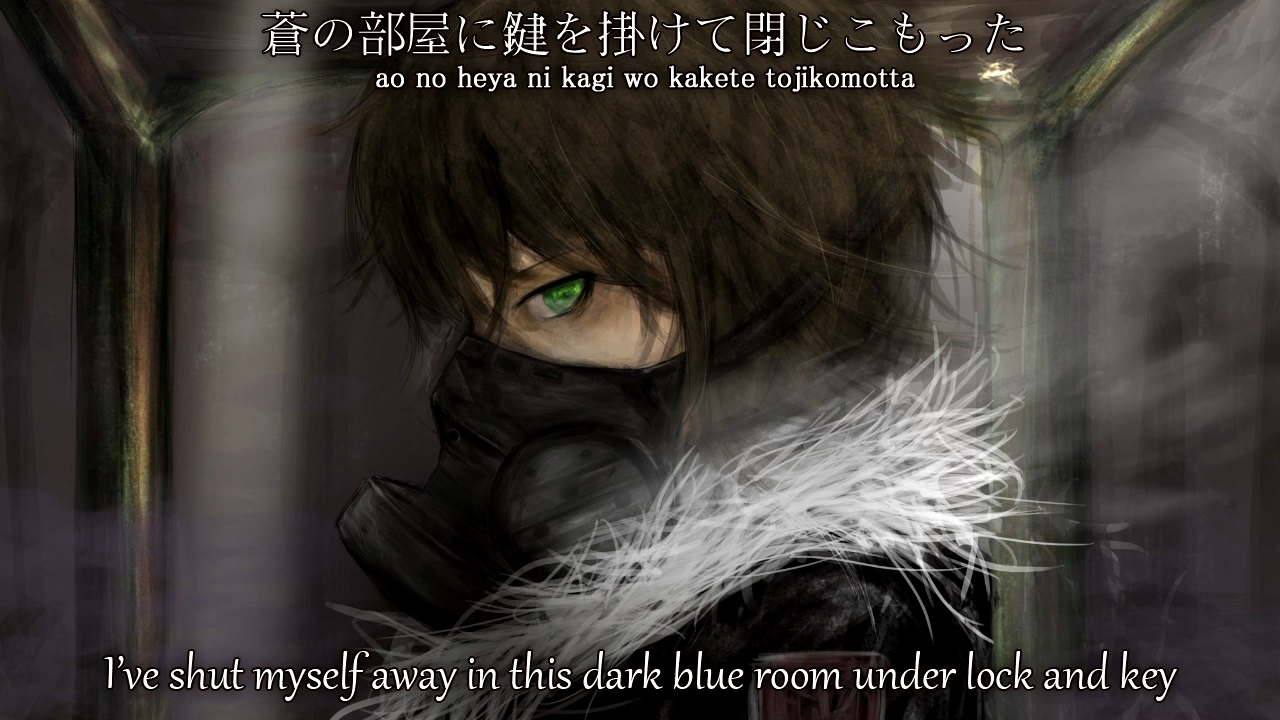 蒼の部屋に鍵を掛けて閉じこもった
ao no heya ni kagi wo kakete tojikomotta
I've shut myself away in this dark blue room under lock and key